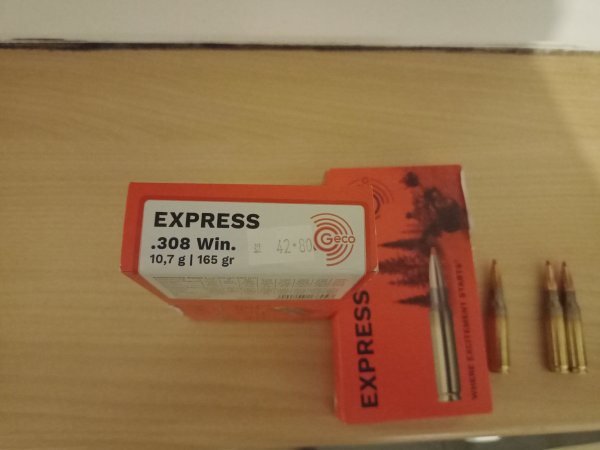 EXPRESS
.308 Win.
10,7 g | 165 gr
42.80
Geco
EXPRESS
WHERE EXCITEMENT STARTS